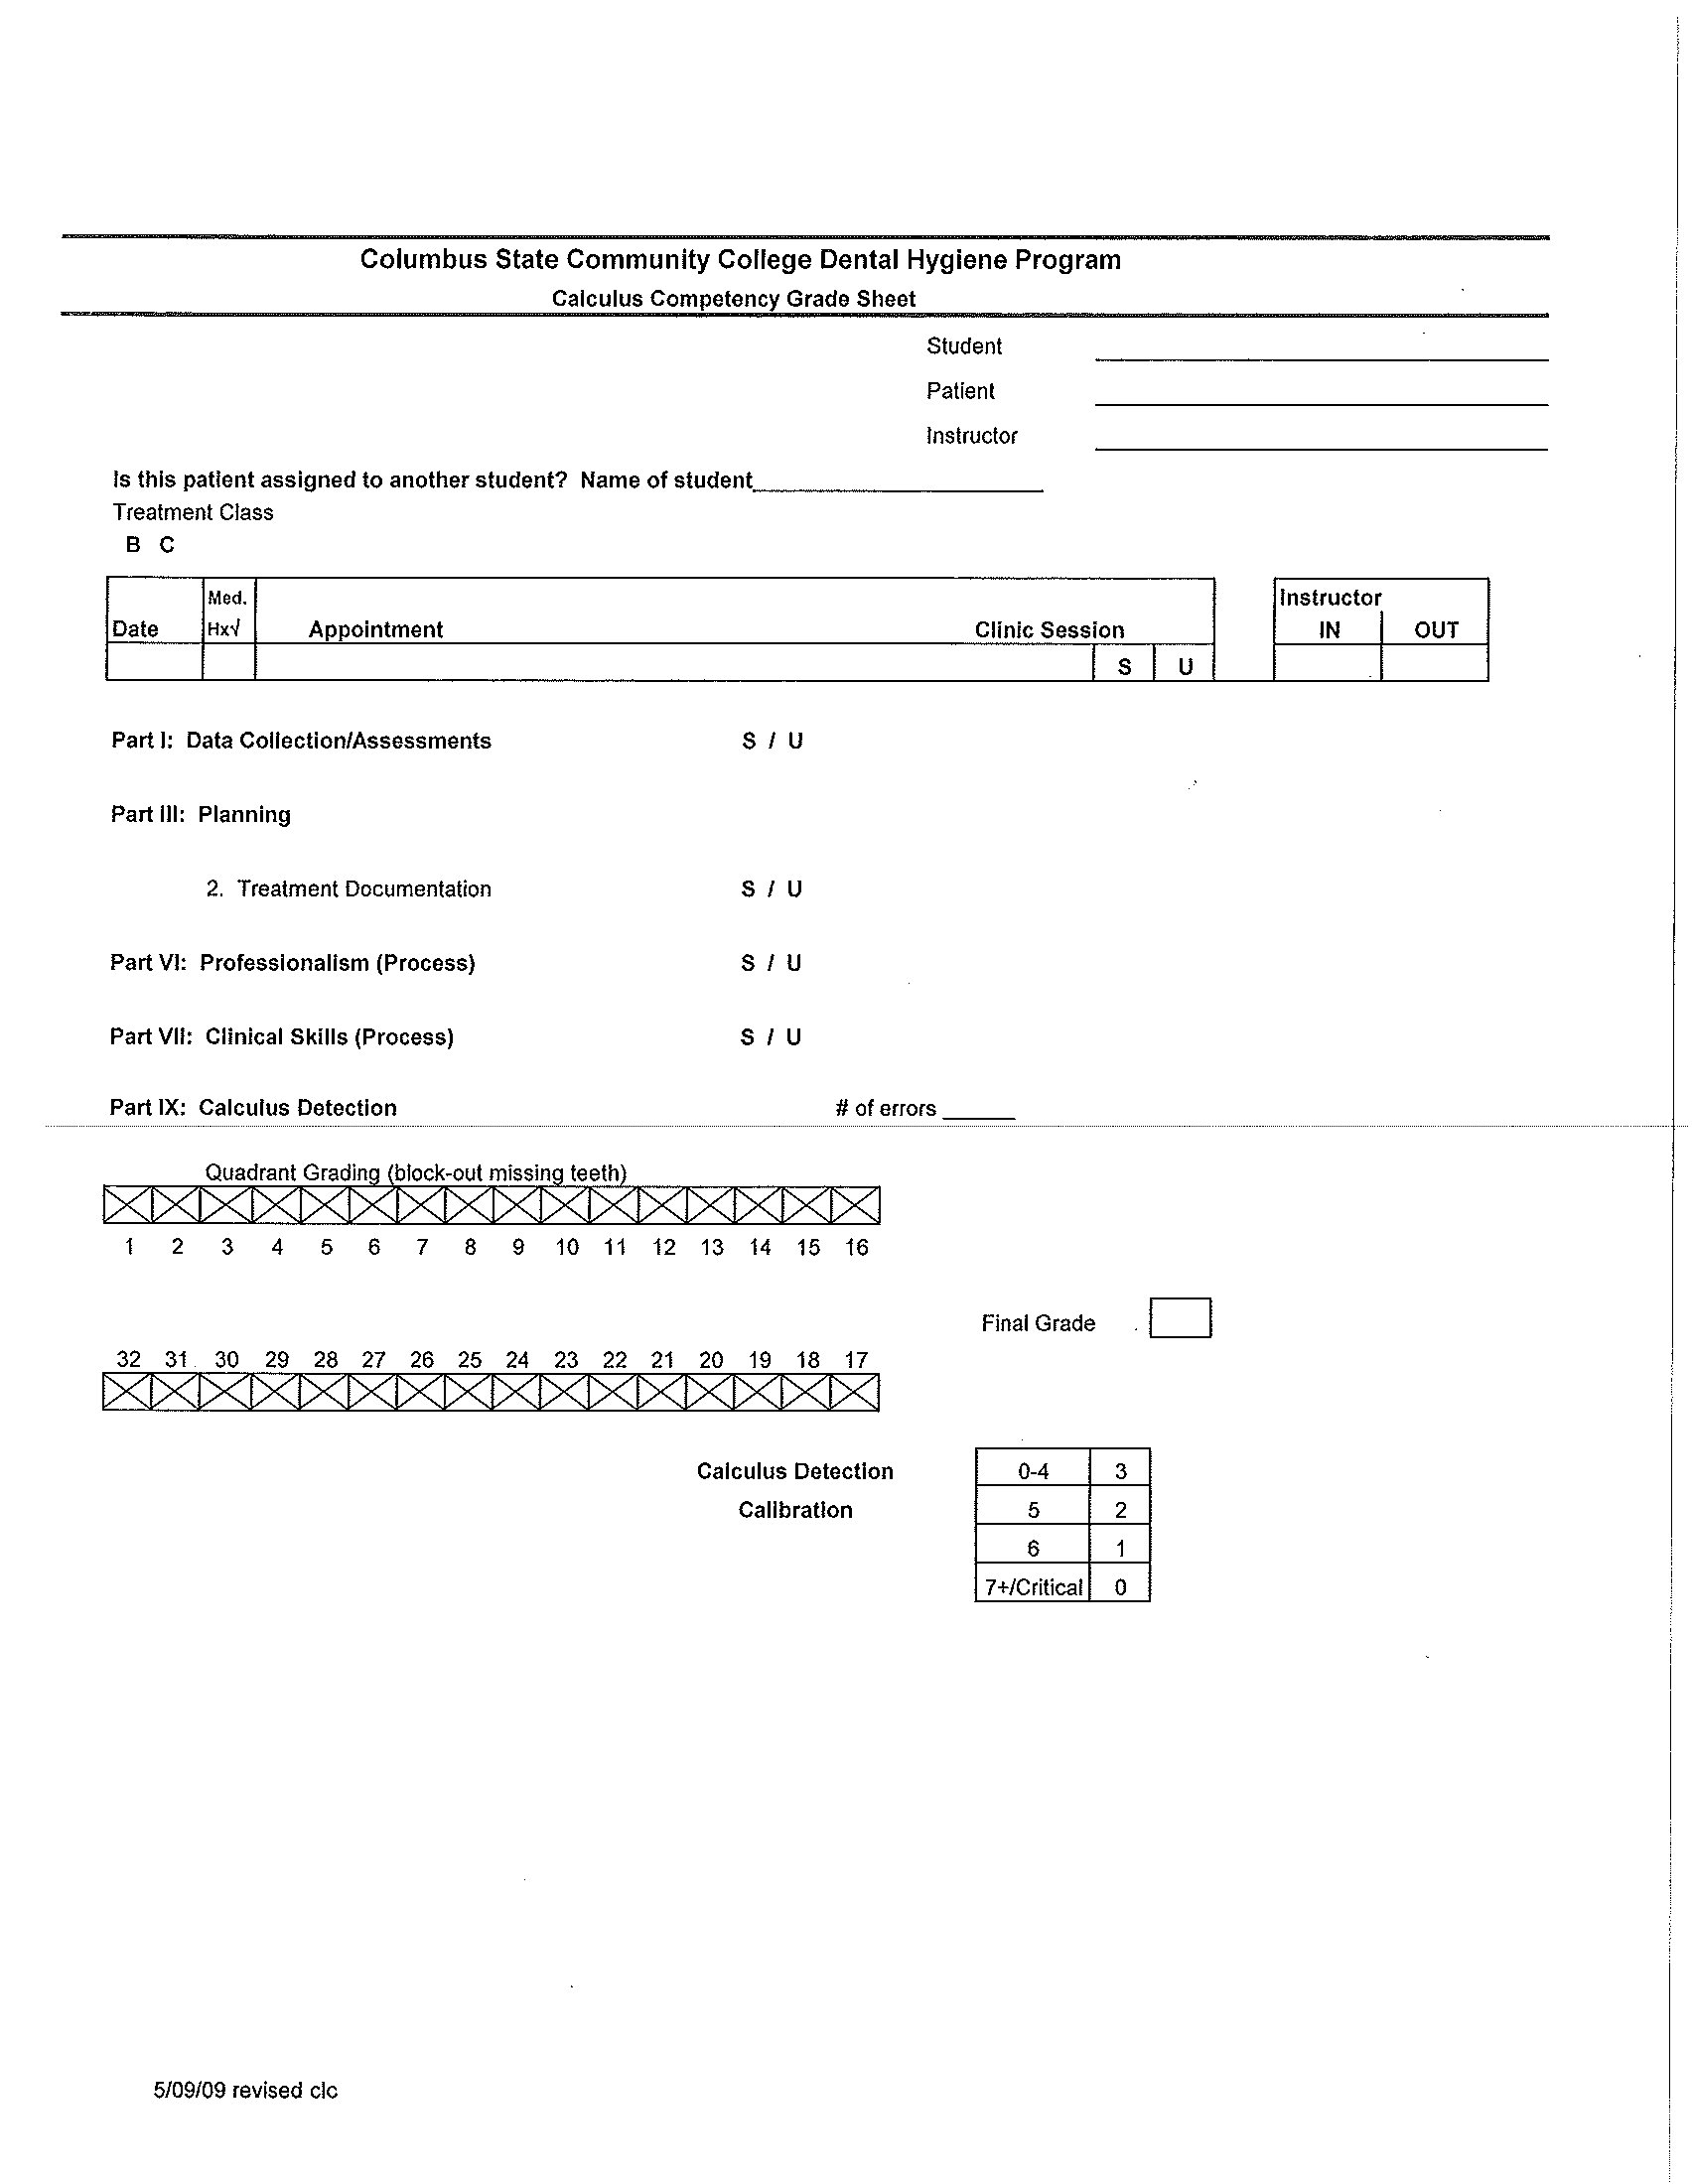 Columbus State Community College Dental Hygiene Program
Calculus Competency Grade Sheet
Student
Patient
Instructor
Is this patient assigned to another student? Name of student
Treatment Class
B C
Med. Instructor
Date Hx√ Appointment Clinic Session IN OUT
S U
Part I: Data Collection/Assessments S / U
Part III: Planning
2. Treatment Documentation S / U
Part VI: Professionalism (Process) S / U
Part VII: Clinical Skills (Process) S / U
Part IX: Calculus Detection # of errors
Quadrant Grading (block-out missing teeth)
1 2 3 4 5 6 7 8 9 10 11 12 13 14 15 16
Final Grade
32 31 30 29 28 27 26 25 24 23 22 21 20 19 18 17
Calculus Detection 0-4 3
Calibration 5 2
6 1
7+/Critical 0
5/09/09 revised clc